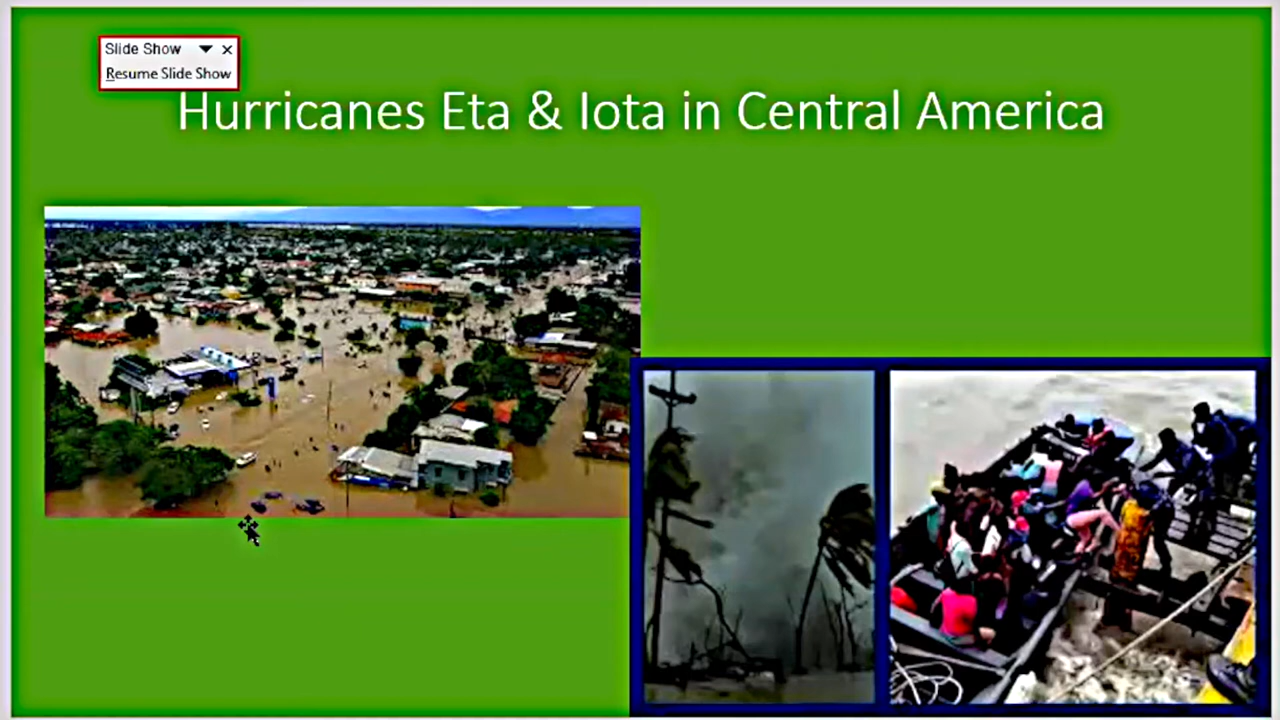 Slide Show
Resume Slide Show
Hurricanes Eta & Iota in Central America